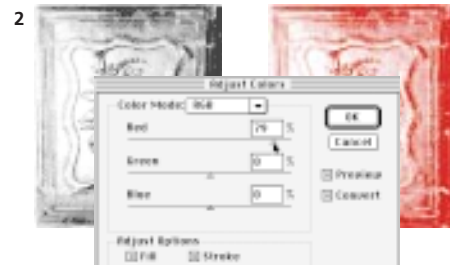 2
Adjust Colors
Color Mode: RGB
Red 79 %
Green 0 %
Blue 0 %
OK
Cancel
Preview
Convert
Adjust Options
Fill Stroke